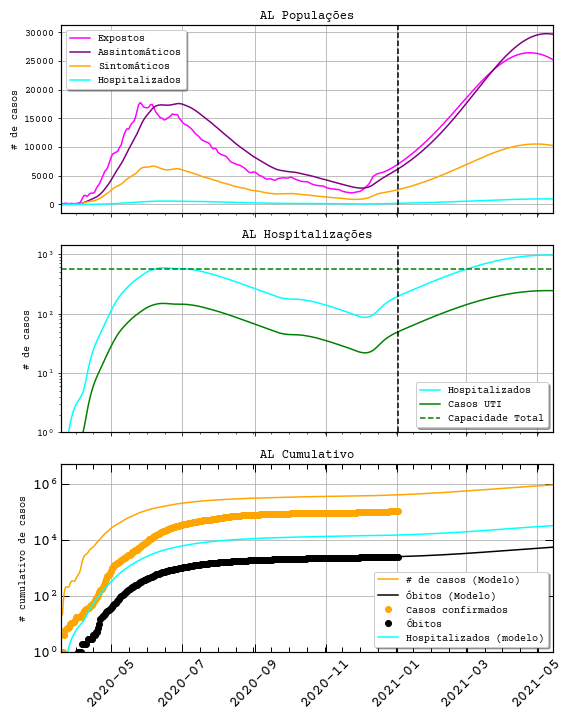 AL Populações
Expostos
Assintomáticos
Sintomáticos
Hospitalizados
# de casos
30000
25000
20000
15000
10000
5000
0
AL Hospitalizações
# de casos
10³
10²
10¹
10⁰
Hospitalizados
Casos UTI
Capacidade Total
AL Cumulativo
# cumulativo de casos
10⁶
10⁴
10²
10⁰
# de casos (Modelo)
Óbitos (Modelo)
Casos confirmados
Óbitos
Hospitalizados (modelo)
2020-05
2020-07
2020-09
2020-11
2021-01
2021-03
2021-05